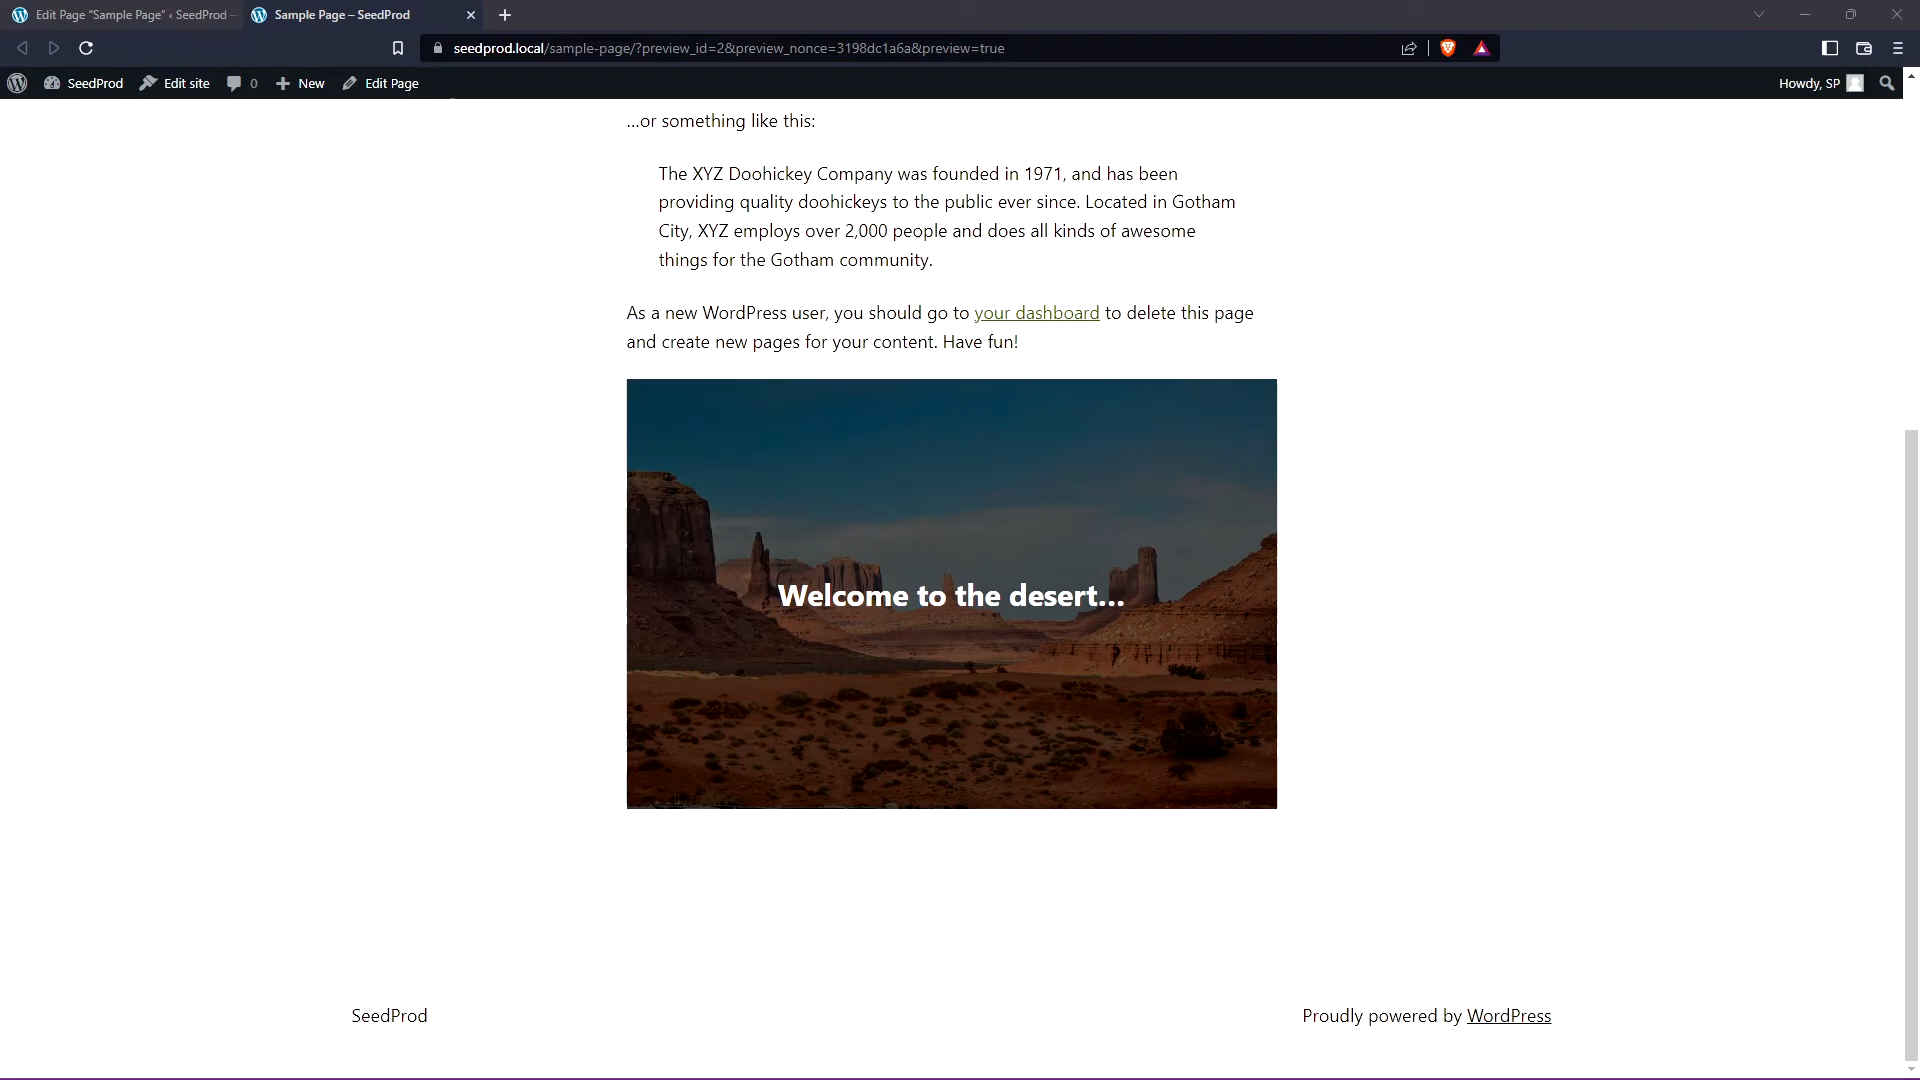 Edit Page "Sample Page" ‹ SeedProd –
Sample Page – SeedProd
seedprod.local/sample-page/?preview_id=2&preview_nonce=3198dc1a6a&preview=true
SeedProd Edit site 0 New Edit Page Howdy, SP
…or something like this:
The XYZ Doohickey Company was founded in 1971, and has been
providing quality doohickeys to the public ever since. Located in Gotham
City, XYZ employs over 2,000 people and does all kinds of awesome
things for the Gotham community.
As a new WordPress user, you should go to your dashboard to delete this page
and create new pages for your content. Have fun!
Welcome to the desert…
SeedProd
Proudly powered by WordPress